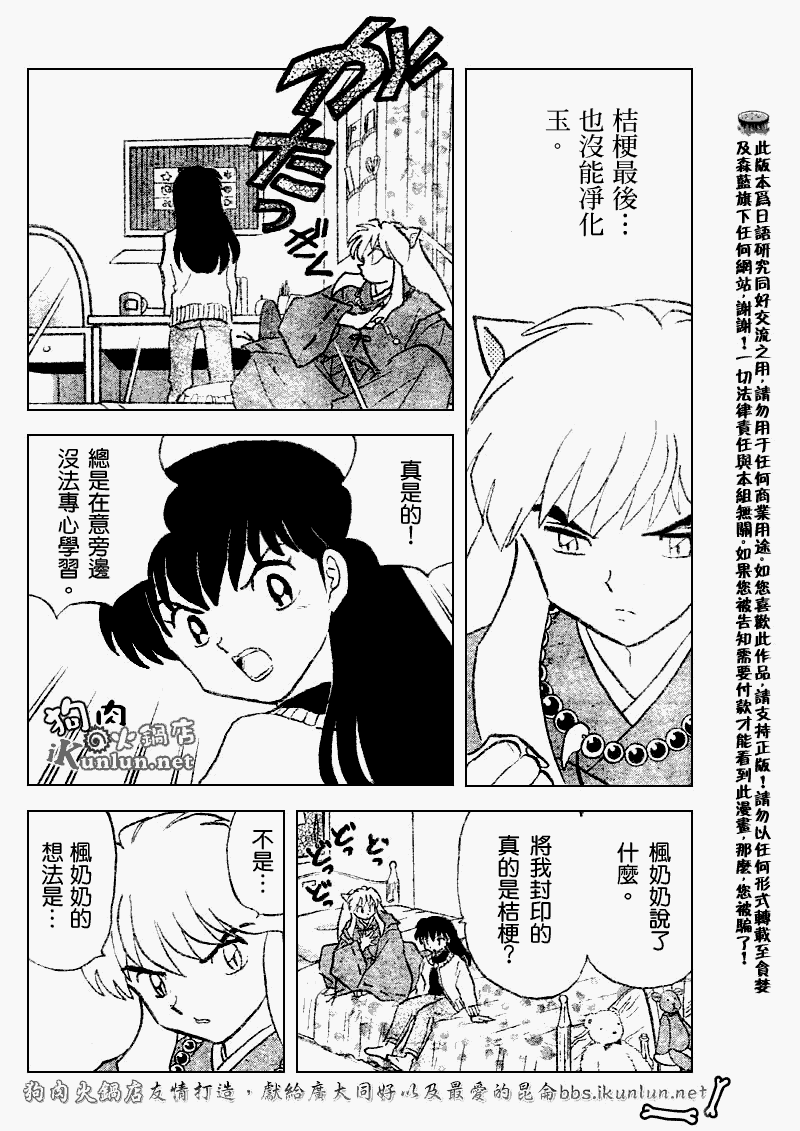 桔梗最後…
也沒能凈化
玉。
ガタッ
ガタッ
ざく
真是的！
總是在意旁邊
沒法專心學習。
狗肉
火鍋店
iKunlun.net
楓奶奶說了
什麼。
將我封印的
真的是桔梗？
どっ
どっ
どっ
不是…
楓奶奶的
想法是…
此版本爲日語研究同好交流之用，請勿用于任何商業用途。如您喜歡此作品，請支持正版！請勿以任何形式轉載至貪婪
及森藍旗下任何網站，謝謝！一切法律責任與本組無關。如果您被告知需要付款才能看到此漫畫，那麼，您被騙了！
狗肉火鍋店友情打造，獻給廣大同好以及最愛的昆侖bbs.ikunlun.net